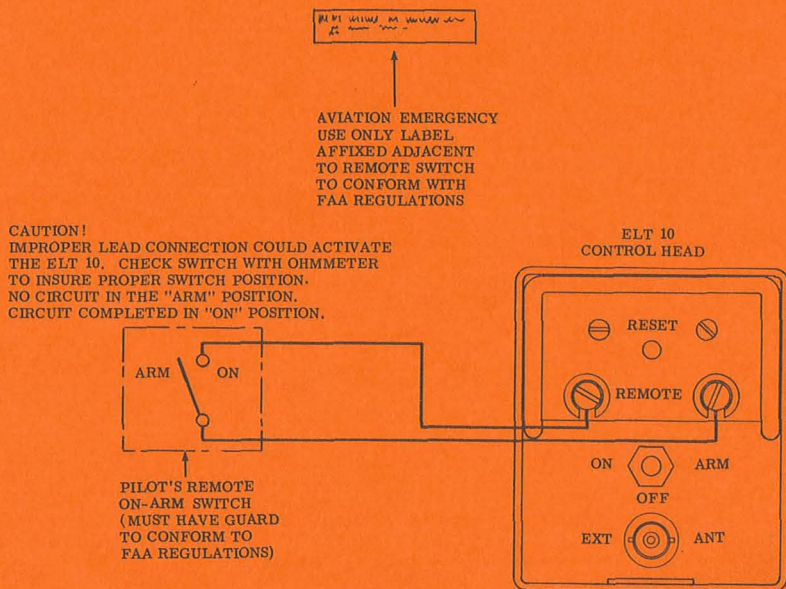 AVIATION EMERGENCY
USE ONLY LABEL
AFFIXED ADJACENT
TO REMOTE SWITCH
TO CONFORM WITH
FAA REGULATIONS
CAUTION!
IMPROPER LEAD CONNECTION COULD ACTIVATE
THE ELT 10. CHECK SWITCH WITH OHMMETER
TO INSURE PROPER SWITCH POSITION.
NO CIRCUIT IN THE "ARM" POSITION.
CIRCUIT COMPLETED IN "ON" POSITION.
ARM ON
PILOT'S REMOTE
ON-ARM SWITCH
(MUST HAVE GUARD
TO CONFORM TO
FAA REGULATIONS)
ELT 10
CONTROL HEAD
RESET
REMOTE
ON ARM
OFF
EXT ANT